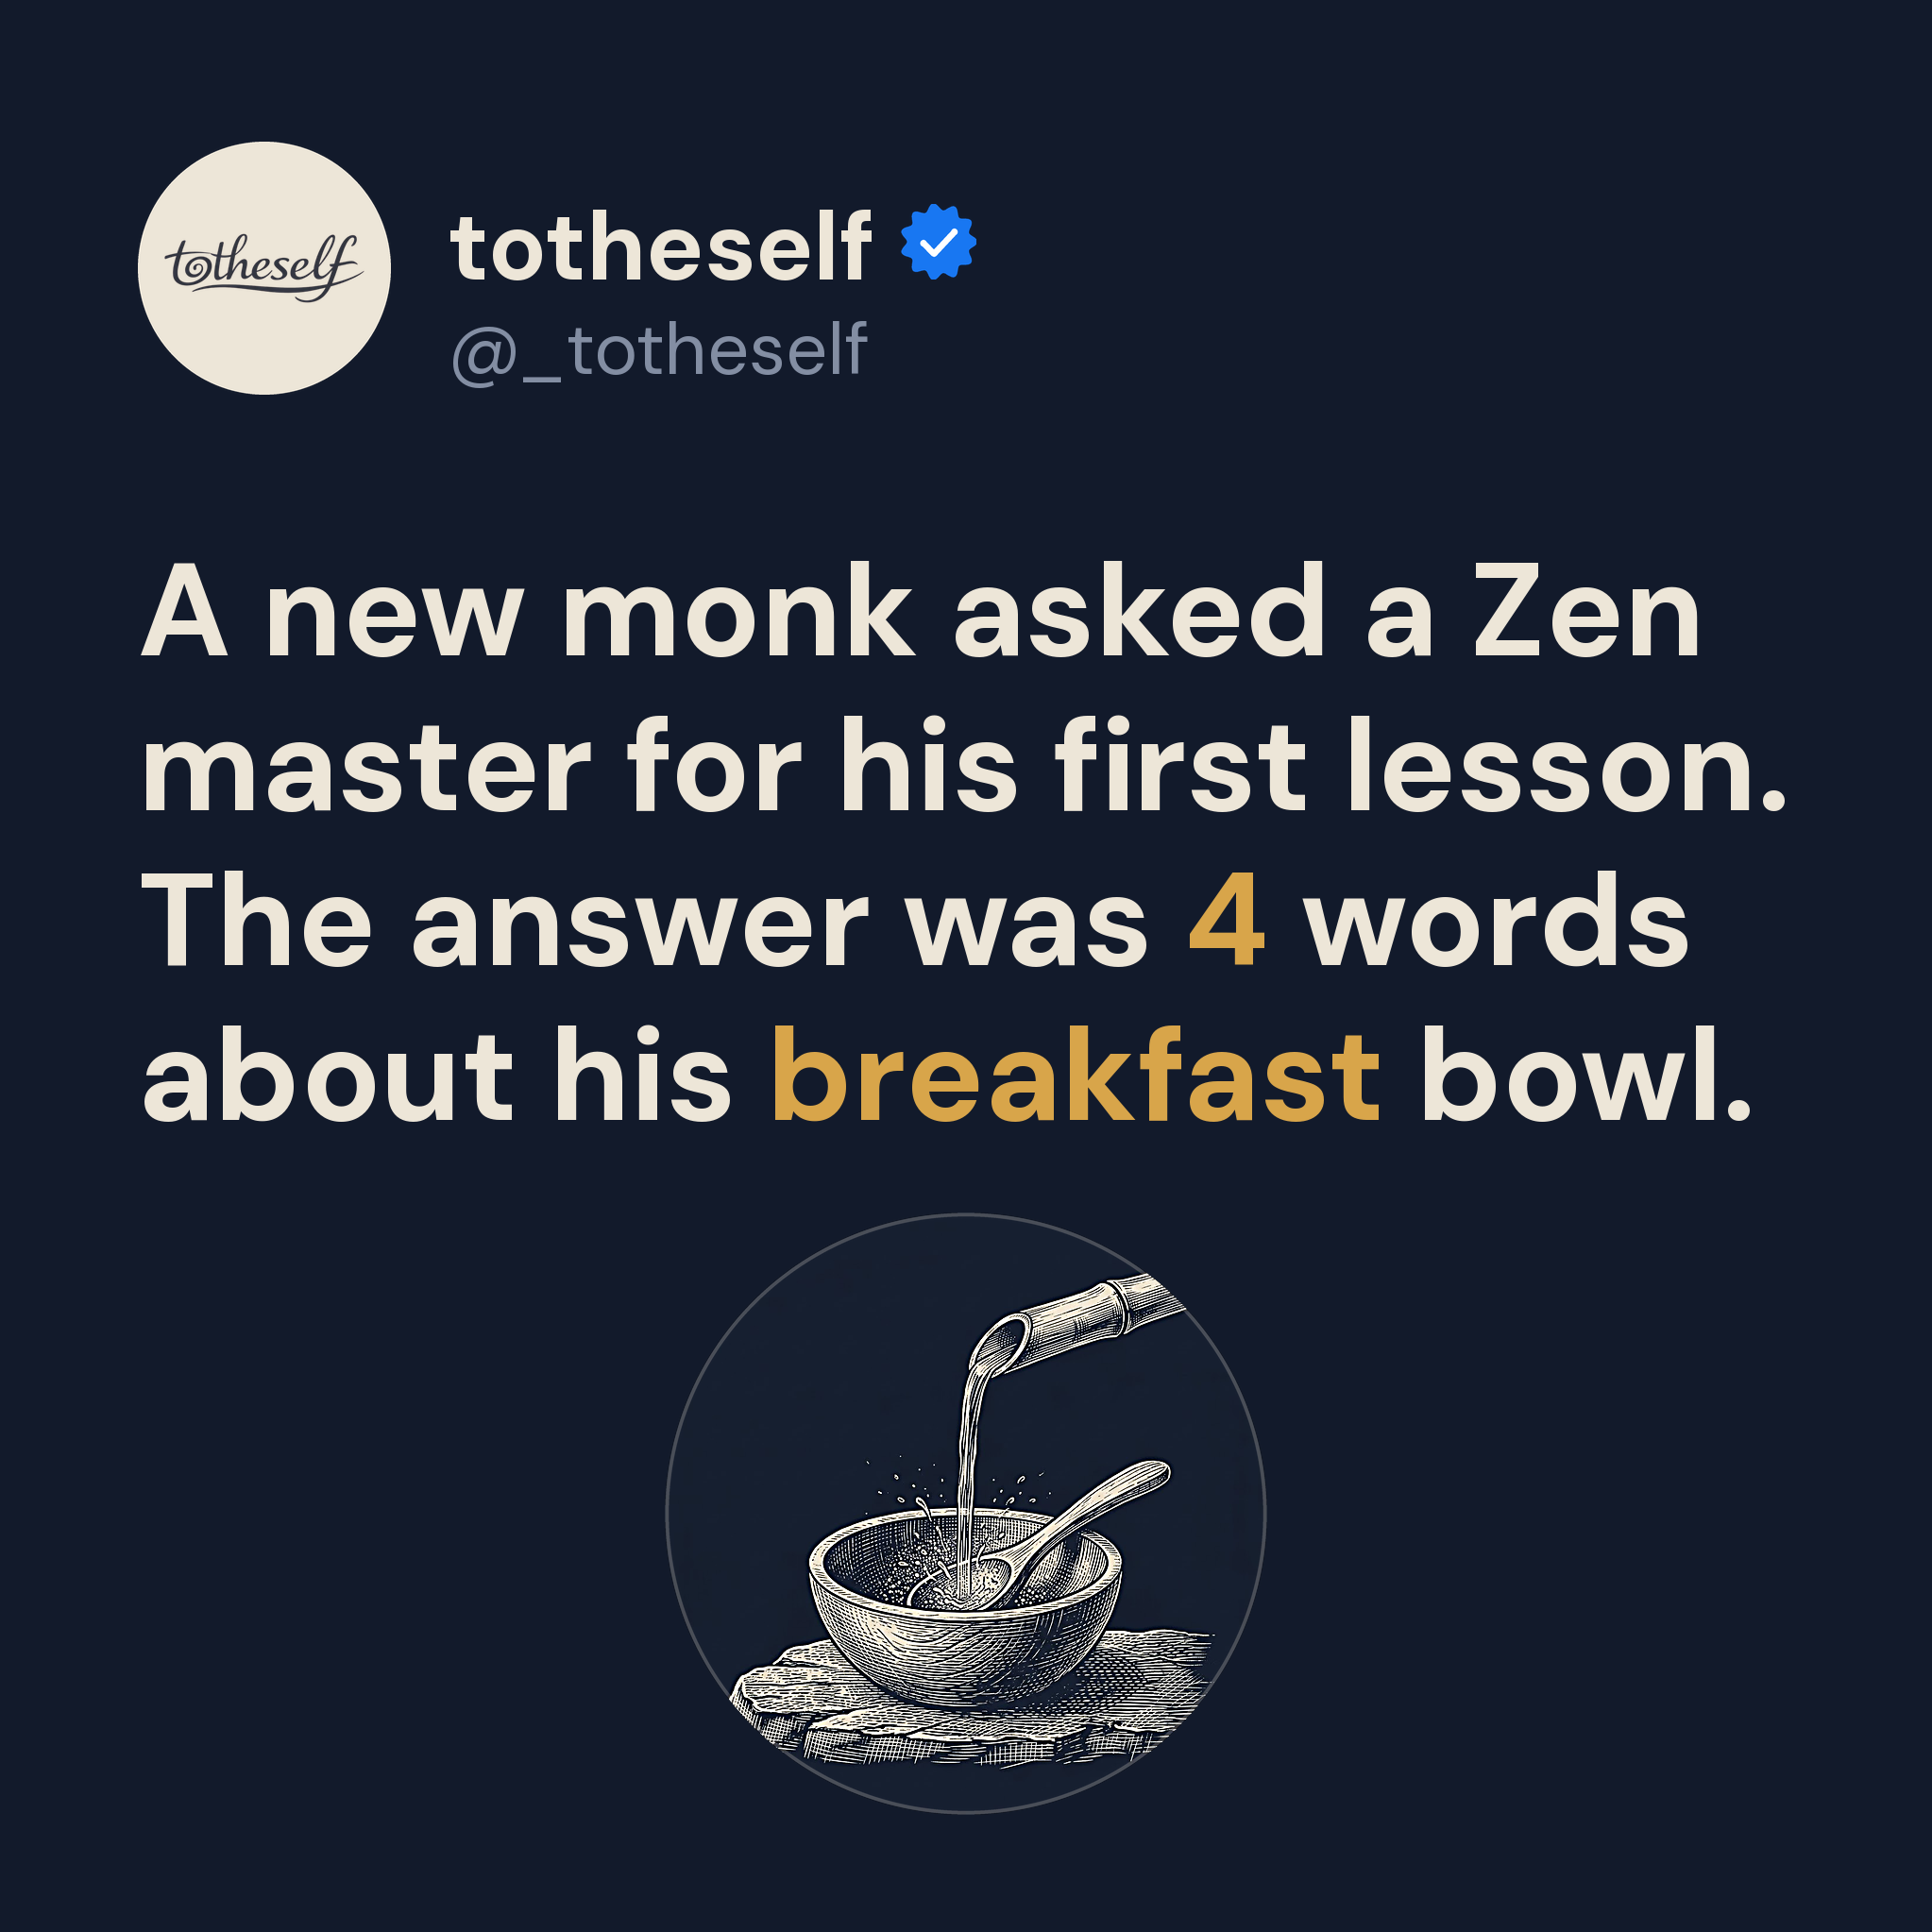 totheself
totheself
@_totheself
A new monk asked a Zen
master for his first lesson.
The answer was 4 words
about his breakfast bowl.